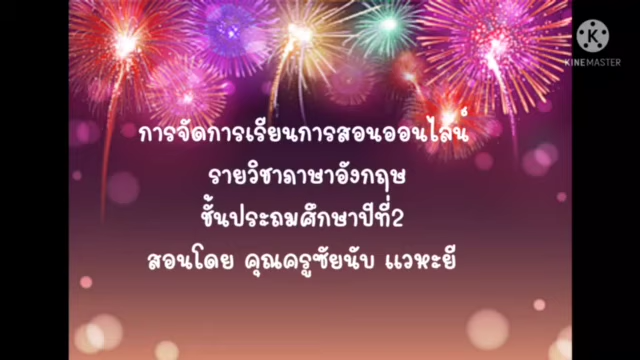 KINEMASTER
การจัดการเรียนการสอนออนไลน์
รายวิชาภาษาอังกฤษ
ชั้นประถมศึกษาปีที่2
สอนโดย คุณครูซัยนับ แวหะยี